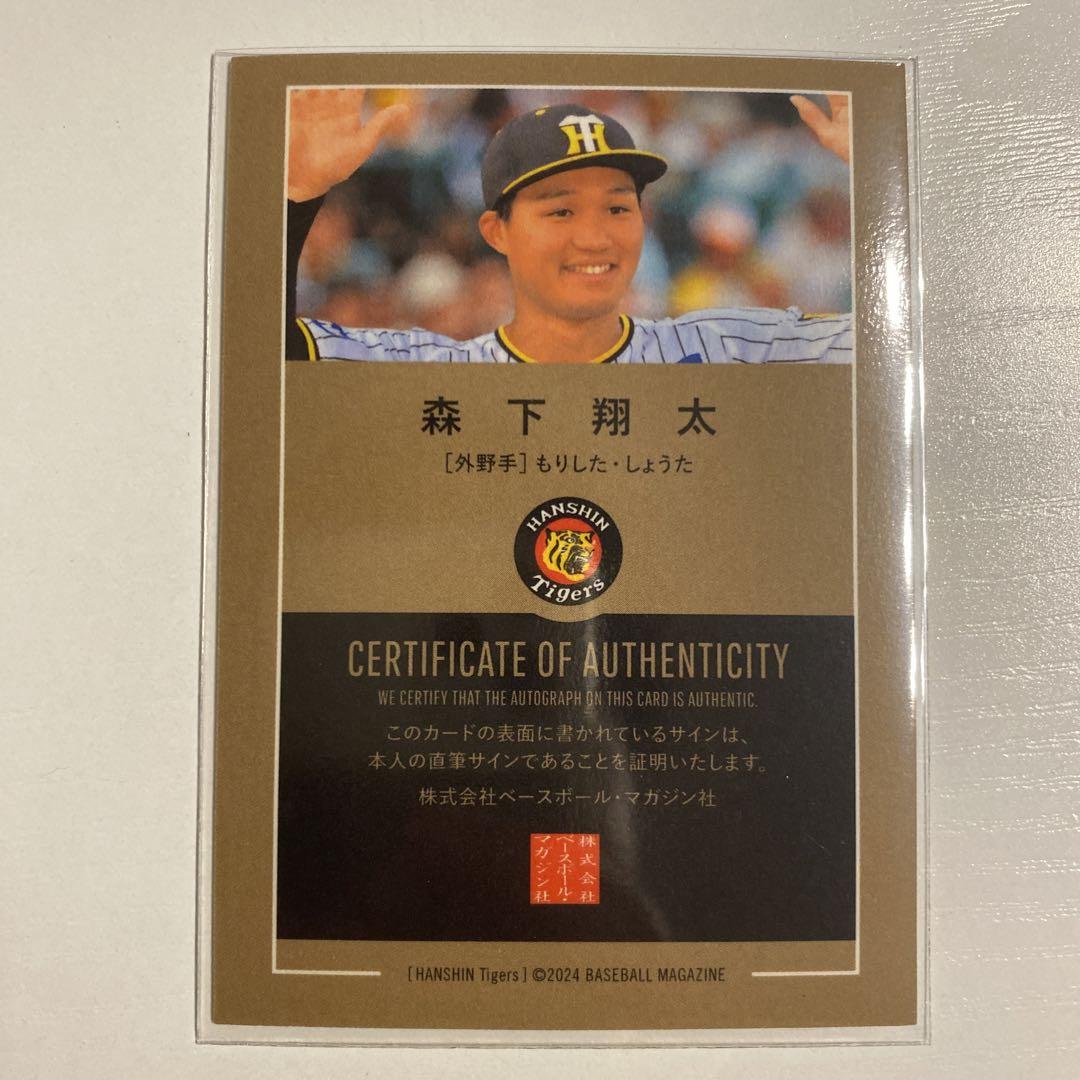 TH
森下翔太
[外野手]もりした・しょうた
HANSHIN
Tigers
CERTIFICATE OF AUTHENTICITY
WE CERTIFY THAT THE AUTOGRAPH ON THIS CARD IS AUTHENTIC.
このカードの表面に書かれているサインは、
本人の直筆サインであることを証明いたします。
株式会社ベースボール・マガジン社
株式会社
ベースボール・
マガジン社
[HANSHIN Tigers] ©2024 BASEBALL MAGAZINE